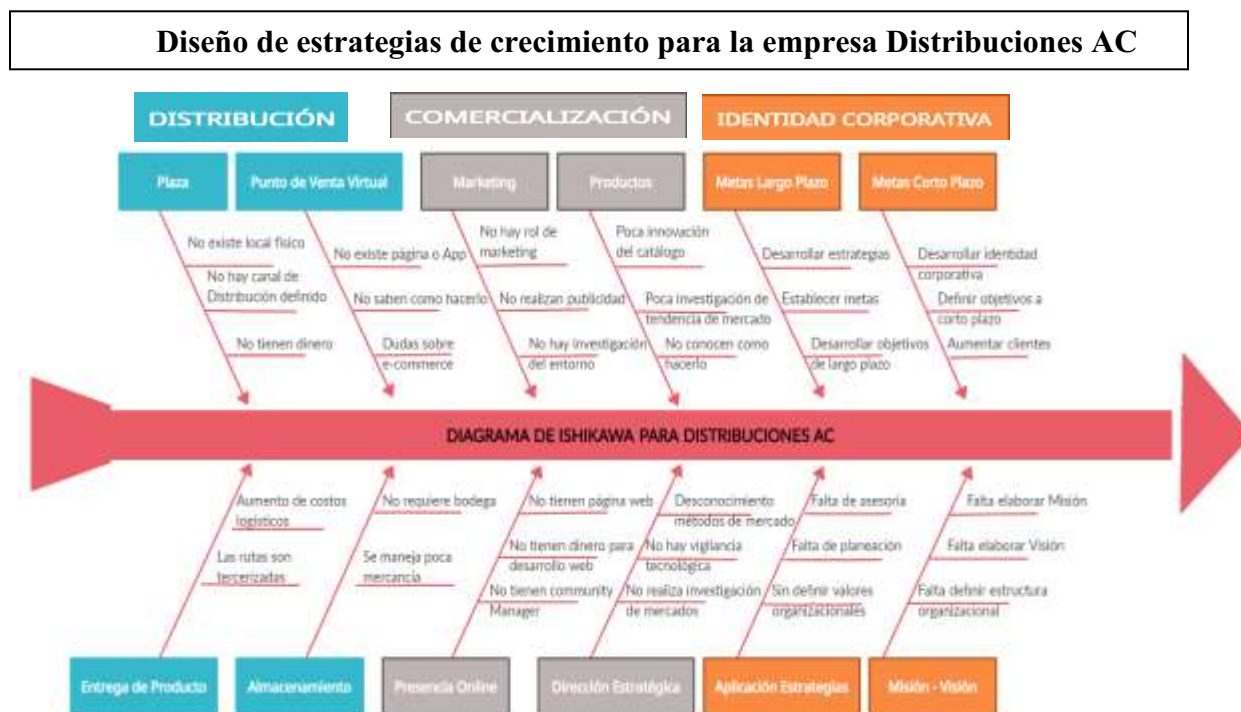 Diseño de estrategias de crecimiento para la empresa Distribuciones AC
DISTRIBUCIÓN
COMERCIALIZACIÓN
IDENTIDAD CORPORATIVA
Plaza
Punto de Venta Virtual
Marketing
Productos
Metas Largo Plazo
Metas Corto Plazo
No existe local físico
No hay canal de
Distribución definido
No tienen dinero
No existe página o App
No saben como hacerlo
Dudas sobre
e-commerce
No hay rol de
marketing
No realizan publicidad
No hay investigación
del entorno
Poca innovación
del catálogo
Poca investigación de
tendencia de mercado
No conocen como
hacerlo
Desarrollar estrategias
Establecer metas
Desarrollar objetivos
de largo plazo
Desarrollar identidad
corporativa
Definir objetivos a
corto plazo
Aumentar clientes
DIAGRAMA DE ISHIKAWA PARA DISTRIBUCIONES AC
Aumento de costos
logísticos
Las rutas son
tercerizadas
No requiere bodega
Se maneja poca
mercancía
No tienen página web
No tienen dinero para
desarrollo web
No tienen community
Manager
Desconocimiento
métodos de mercado
No hay vigilancia
tecnológica
No realiza investigación
de mercados
Falta de asesoría
Falta de planeación
Sin definir valores
organizacionales
Falta elaborar Misión
Falta elaborar Visión
Falta definir estructura
organizacional
Entrega de Producto
Almacenamiento
Presencia Online
Dirección Estratégica
Aplicación Estrategias
Misión - Visión